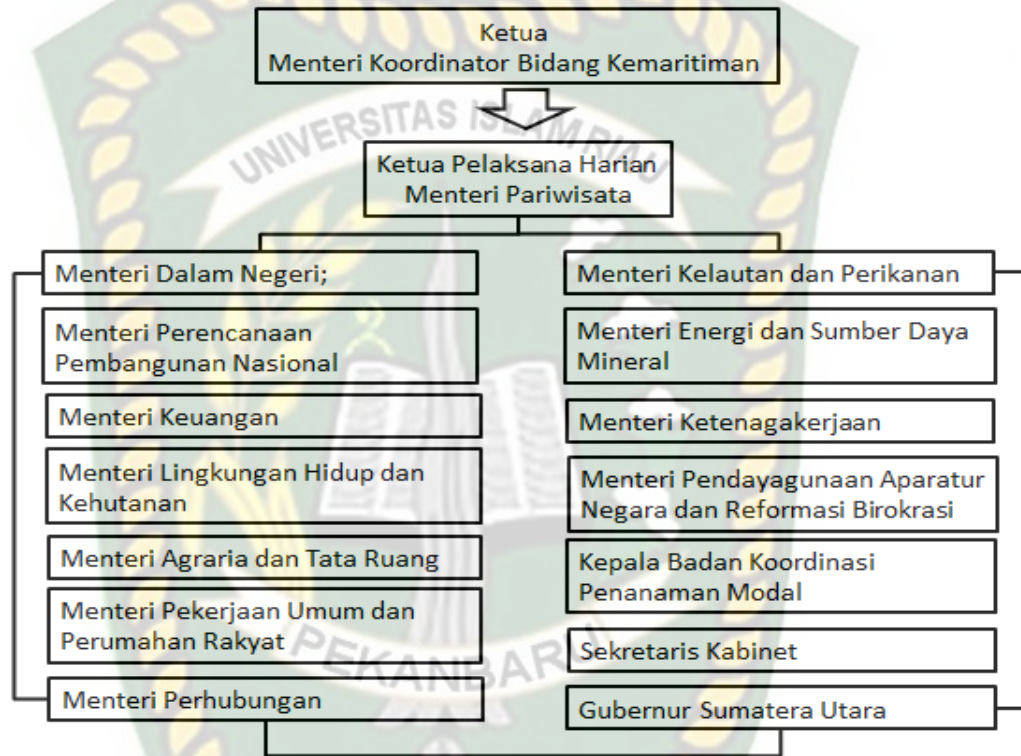 Ketua
Menteri Koordinator Bidang Kemaritiman
UNIVERSITAS ISLAM RIAU
Ketua Pelaksana Harian
Menteri Pariwisata
Menteri Dalam Negeri;
Menteri Perencanaan
Pembangunan Nasional
Menteri Keuangan
Menteri Lingkungan Hidup dan
Kehutanan
Menteri Agraria dan Tata Ruang
Menteri Pekerjaan Umum dan
Perumahan Rakyat
Menteri Perhubungan
Menteri Kelautan dan Perikanan
Menteri Energi dan Sumber Daya
Mineral
Menteri Ketenagakerjaan
Menteri Pendayagunaan Aparatur
Negara dan Reformasi Birokrasi
Kepala Badan Koordinasi
Penanaman Modal
Sekretaris Kabinet
Gubernur Sumatera Utara
PEKANBARU